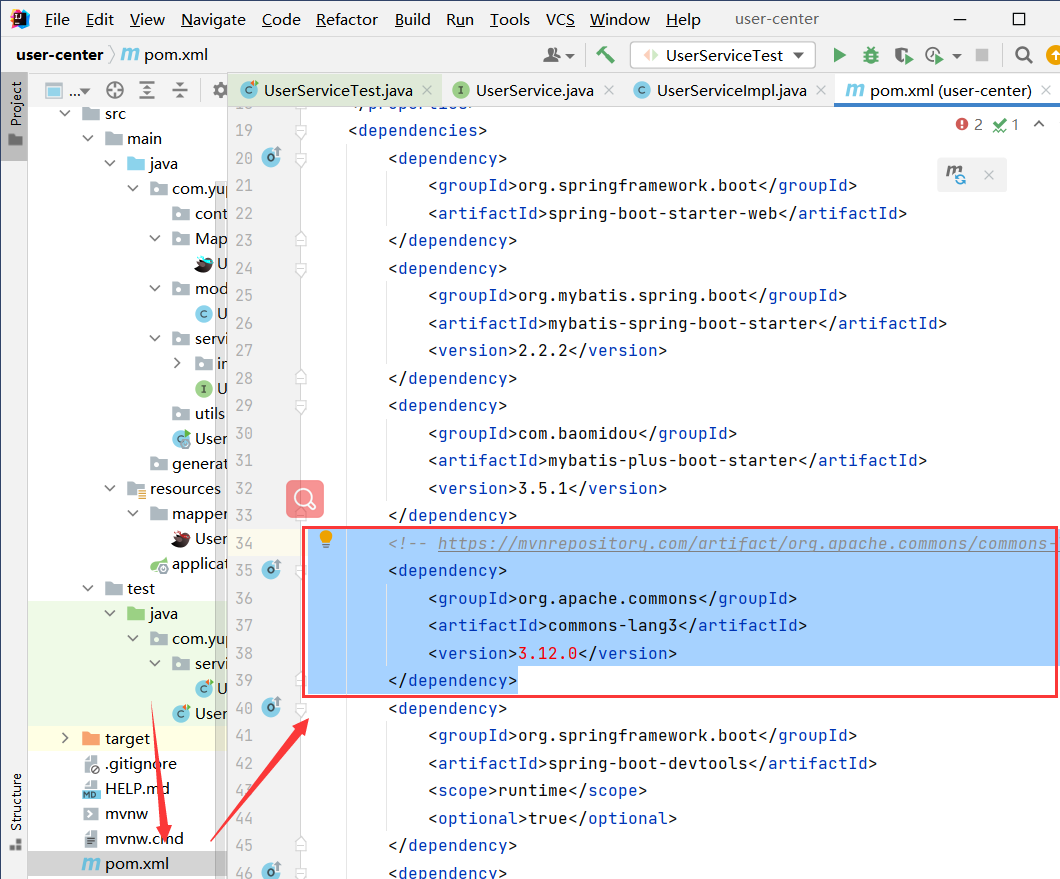 File Edit View Navigate Code Refactor Build Run Tools VCS Window Help user-center
user-center pom.xml UserServiceTest
Project
...
UserServiceTest.java UserService.java UserServiceImpl.java pom.xml (user-center)
src
main
java
com.yup
cont
Map
U
mod
U
servi
in
U
utils
User
generat
resources
mapper
User
applicat
test
java
com.yup
servi
U
User
target
.gitignore
HELP.md
mvnw
mvnw.cmd
pom.xml
Structure
2 1
18 </properties>
19 <dependencies>
20 <dependency>
21 <groupId>org.springframework.boot</groupId>
22 <artifactId>spring-boot-starter-web</artifactId>
23 </dependency>
24 <dependency>
25 <groupId>org.mybatis.spring.boot</groupId>
26 <artifactId>mybatis-spring-boot-starter</artifactId>
27 <version>2.2.2</version>
28 </dependency>
29 <dependency>
30 <groupId>com.baomidou</groupId>
31 <artifactId>mybatis-plus-boot-starter</artifactId>
32 <version>3.5.1</version>
33 </dependency>
34 <!-- https://mvnrepository.com/artifact/org.apache.commons/commons-
35 <dependency>
36 <groupId>org.apache.commons</groupId>
37 <artifactId>commons-lang3</artifactId>
38 <version>3.12.0</version>
39 </dependency>
40 <dependency>
41 <groupId>org.springframework.boot</groupId>
42 <artifactId>spring-boot-devtools</artifactId>
43 <scope>runtime</scope>
44 <optional>true</optional>
45 </dependency>
46 <dependency>